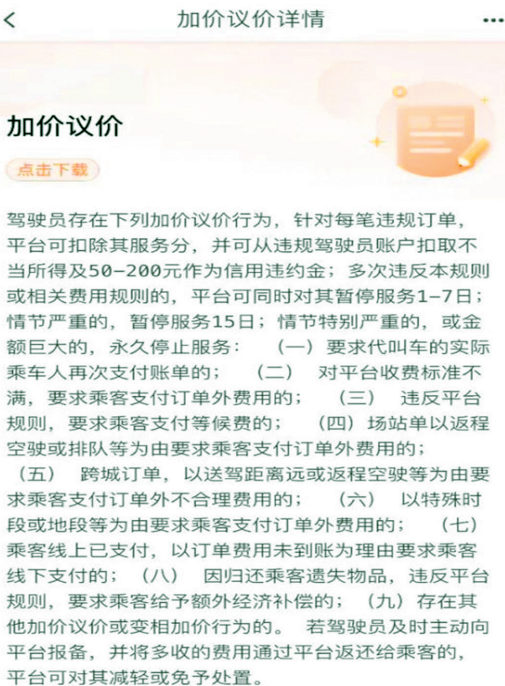 加价议价详情
加价议价
点击下载
驾驶员存在下列加价议价行为，针对每笔违规订单，
平台可扣除其服务分，并可从违规驾驶员账户扣取不
当所得及50-200元作为信用违约金；多次违反本规则
或相关费用规则的，平台可同时对其暂停服务1-7日；
情节严重的，暂停服务15日；情节特别严重的，或金
额巨大的，永久停止服务： （一）要求代叫车的实际
乘车人再次支付账单的； （二） 对平台收费标准不
满，要求乘客支付订单外费用的； （三） 违反平台
规则，要求乘客支付等候费的； （四）场站单以返程
空驶或排队等为由要求乘客支付订单外费用的；
（五） 跨城订单，以送驾距离远或返程空驶等为由要
求乘客支付订单外不合理费用的； （六） 以特殊时
段或地段等为由要求乘客支付订单外费用的； （七）
乘客线上已支付，以订单费用未到账为理由要求乘客
线下支付的；（八） 因归还乘客遗失物品，违反平台
规则，要求乘客给予额外经济补偿的；（九）存在其
他加价议价或变相加价行为的。 若驾驶员及时主动向
平台报备，并将多收的费用通过平台返还给乘客的，
平台可对其减轻或免予处置。